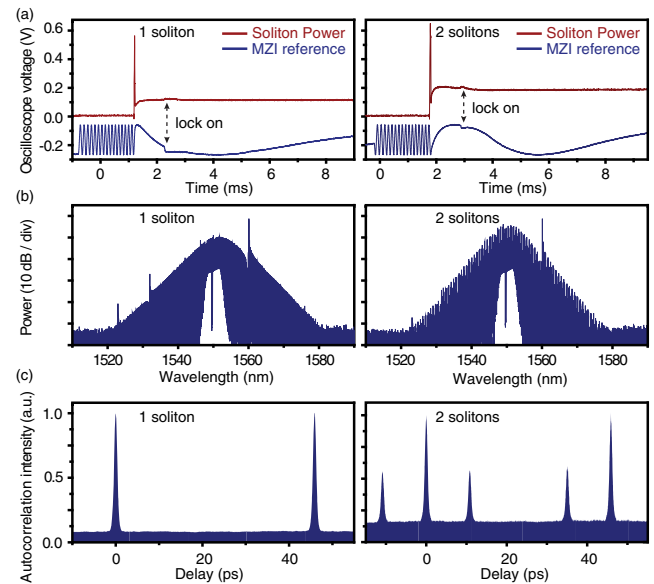 (a)
1 soliton
Soliton Power
MZI reference
lock on
Oscilloscope voltage (V)
0.6
0.4
0.2
0.0
-0.2
0 2 4 6 8
Time (ms)
2 solitons
Soliton Power
MZI reference
lock on
0 2 4 6 8
Time (ms)
(b)
1 soliton
Power (10 dB / div)
1520 1540 1560 1580
Wavelength (nm)
2 solitons
1520 1540 1560 1580
Wavelength (nm)
(c)
1 soliton
Autocorrelation intensity (a.u.)
1.0
0.5
0.0
0 20 40
Delay (ps)
2 solitons
0 20 40
Delay (ps)